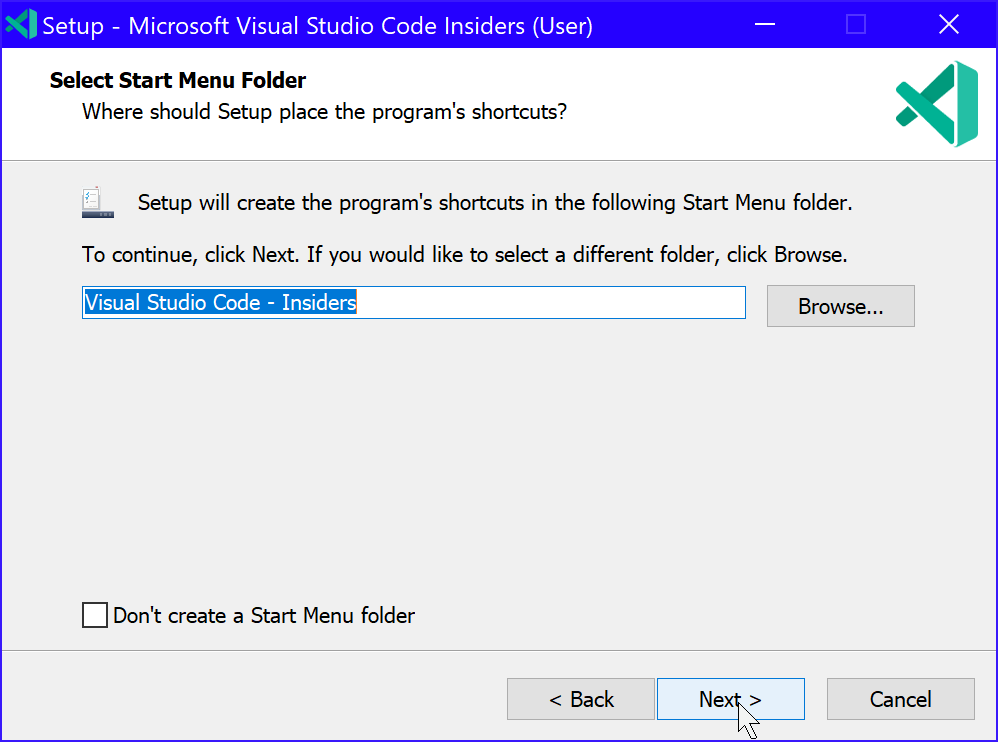 Setup - Microsoft Visual Studio Code Insiders (User)
Select Start Menu Folder
Where should Setup place the program's shortcuts?
Setup will create the program's shortcuts in the following Start Menu folder.
To continue, click Next. If you would like to select a different folder, click Browse.
Visual Studio Code - Insiders
Browse...
Don't create a Start Menu folder
< Back
Next >
Cancel